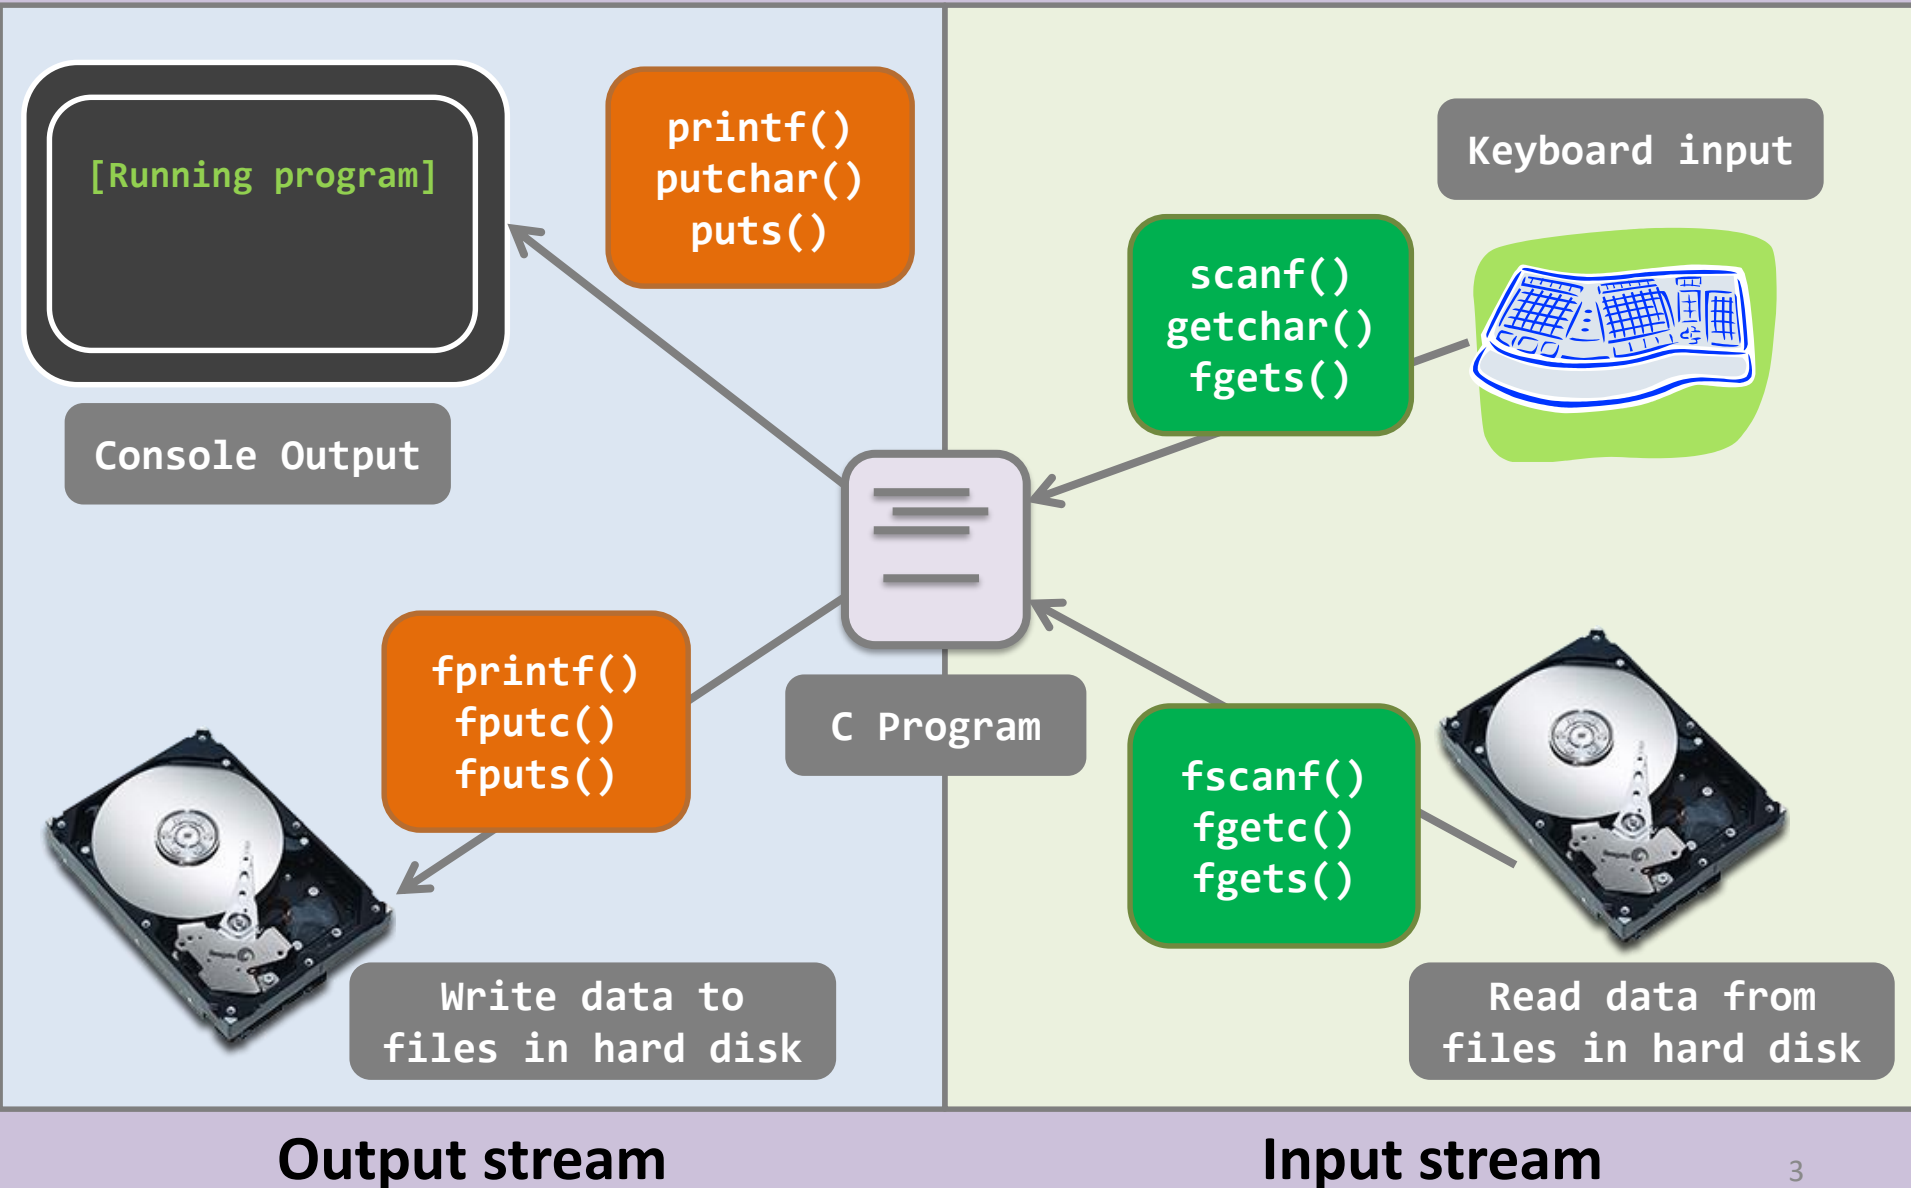 [Running program]
Console Output
printf()
putchar()
puts()
fprintf()
fputc()
fputs()
Write data to
files in hard disk
C Program
Keyboard input
scanf()
getchar()
fgets()
fscanf()
fgetc()
fgets()
Read data from
files in hard disk
Output stream
Input stream
3